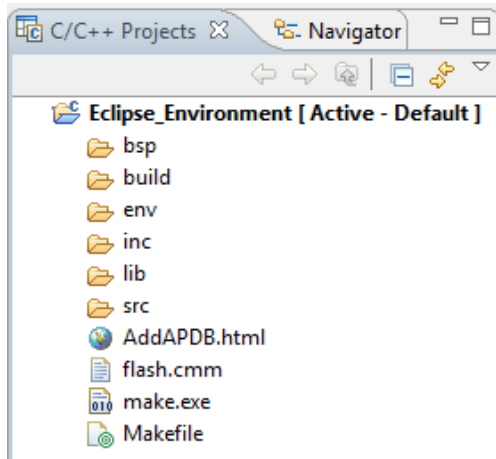 C/C++ Projects Navigator
Eclipse_Environment [ Active - Default ]
bsp
build
env
inc
lib
src
AddAPDB.html
flash.cmm
make.exe
Makefile